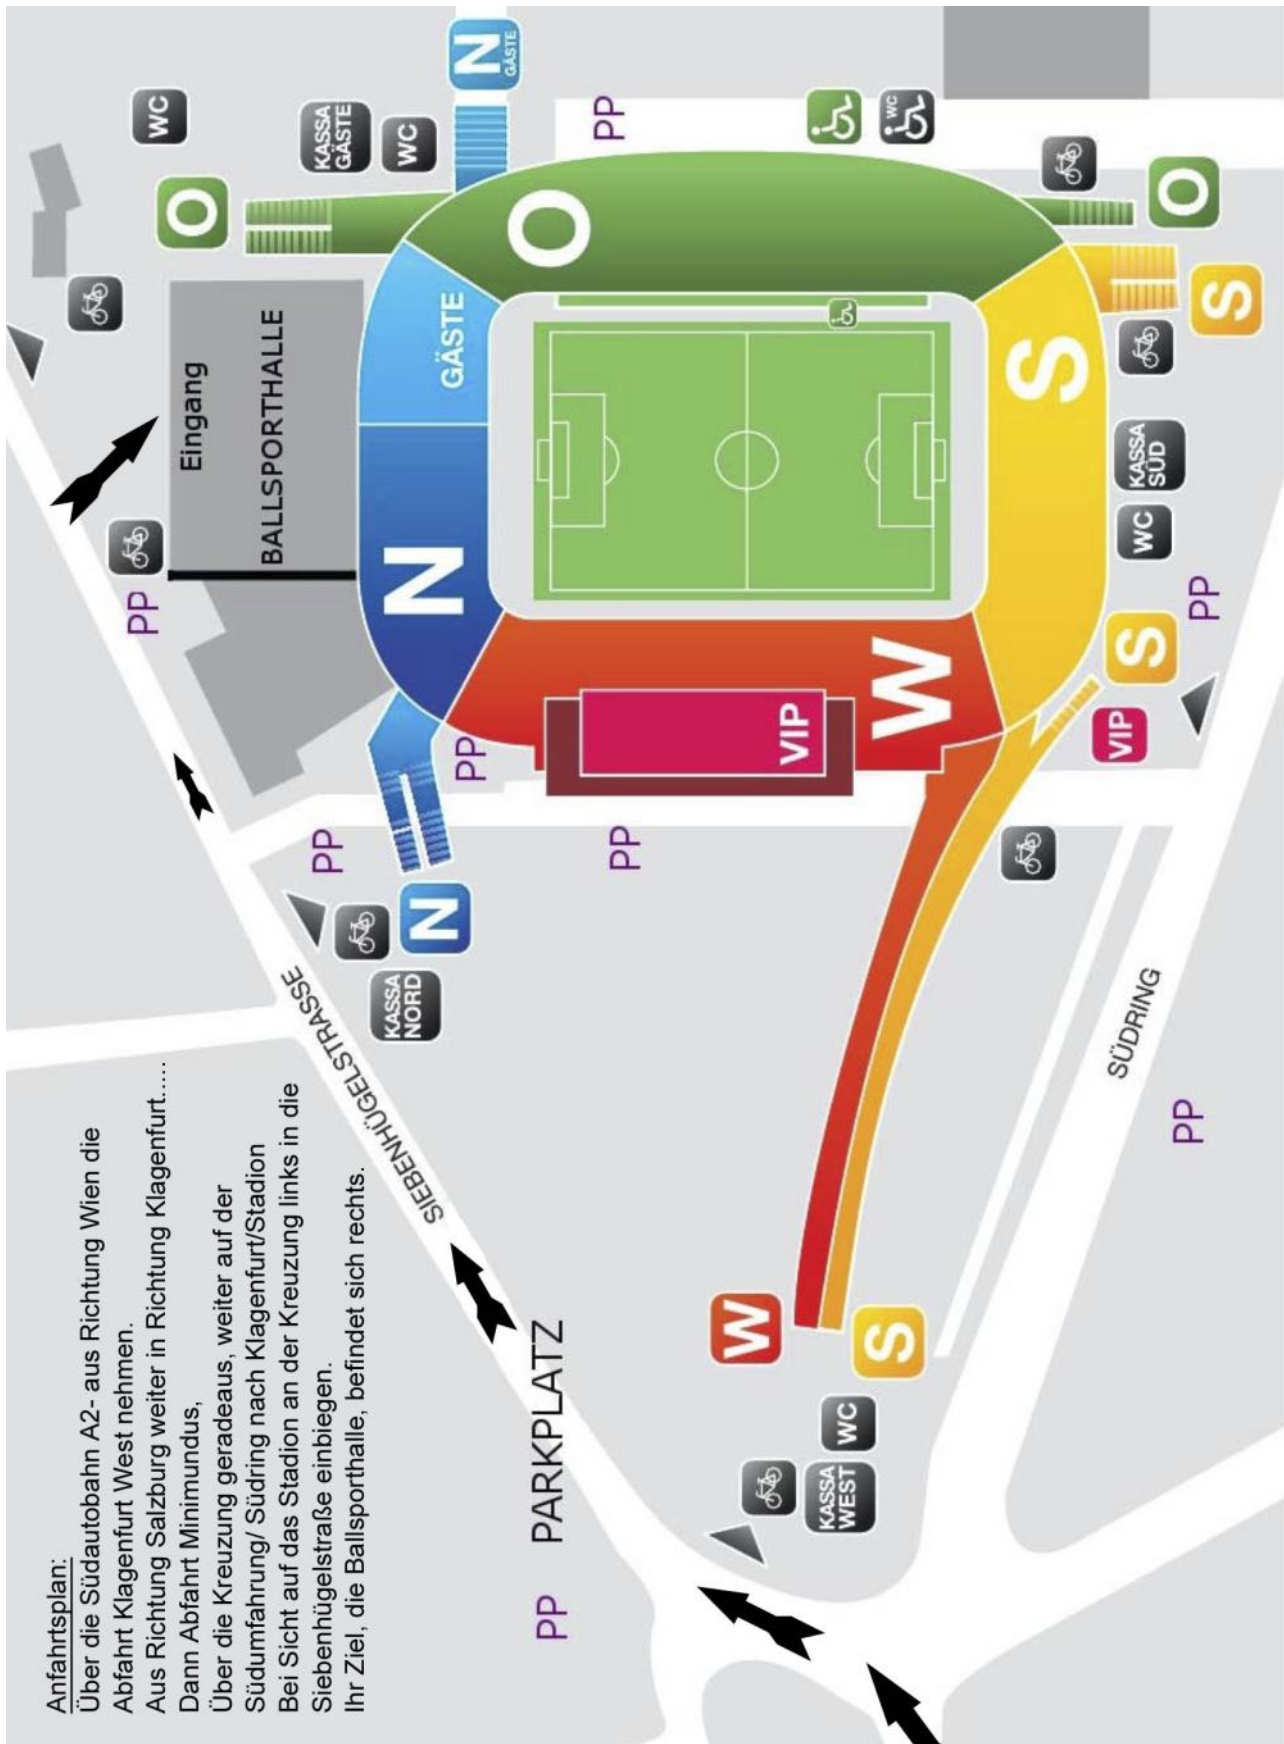 Anfahrtsplan:
Über die Südautobahn A2- aus Richtung Wien die
Abfahrt Klagenfurt West nehmen.
Aus Richtung Salzburg weiter in Richtung Klagenfurt.....
Dann Abfahrt Minimundus,
Über die Kreuzung geradeaus, weiter auf der
Südumfahrung/ Südring nach Klagenfurt/Stadion
Bei Sicht auf das Stadion an der Kreuzung links in die
Siebenhügelstraße einbiegen.
Ihr Ziel, die Ballsporthalle, befindet sich rechts.
PP
WC
Eingang
O
BALLSPORTHALLE
PP
KASSA
GÄSTE
SIEBENHÜGELSTRASSE
KASSA
NORD
WC
N
N
GÄSTE
PP
N
GÄSTE
PP PARKPLATZ
O
PP
PP
W
VIP
KASSA
WEST
WC
S
W
WC
S
VIP
SÜDRING
S
WC
KASSA
SÜD
O
PP
PP
S